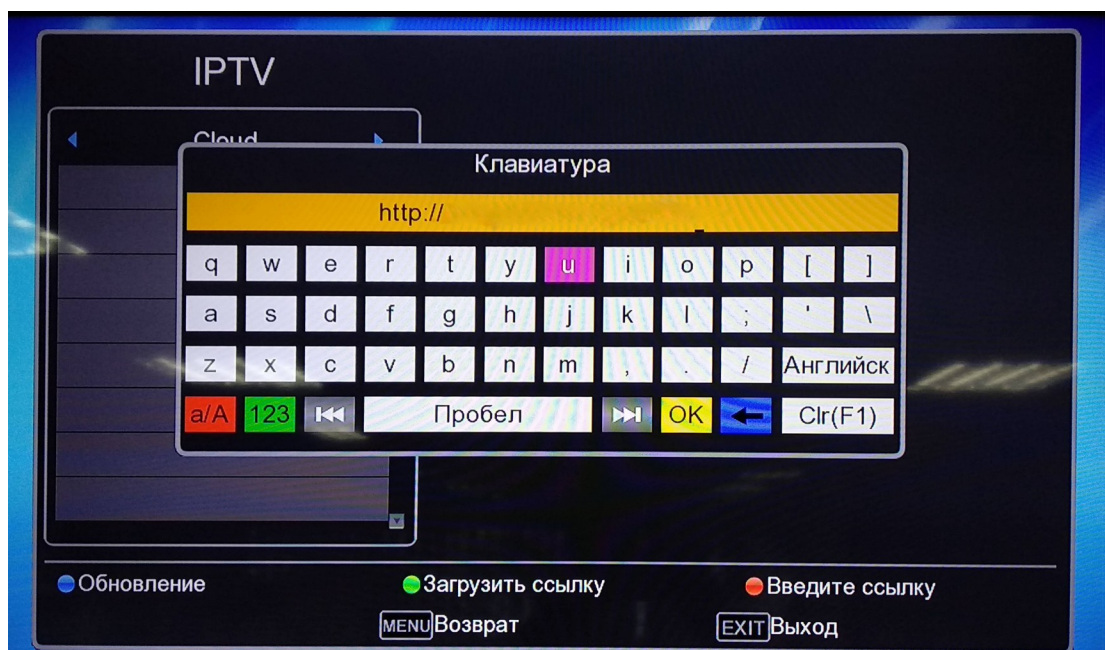 IPTV
Cloud
Клавиатура
http://
q w e r t y u i o p [ ]
a s d f g h j k l ; ' \
z x c v b n m , . / Английск
a/A 123 Пробел OK Clr(F1)
Обновление Загрузить ссылку Введите ссылку
MENU Возврат EXIT Выход